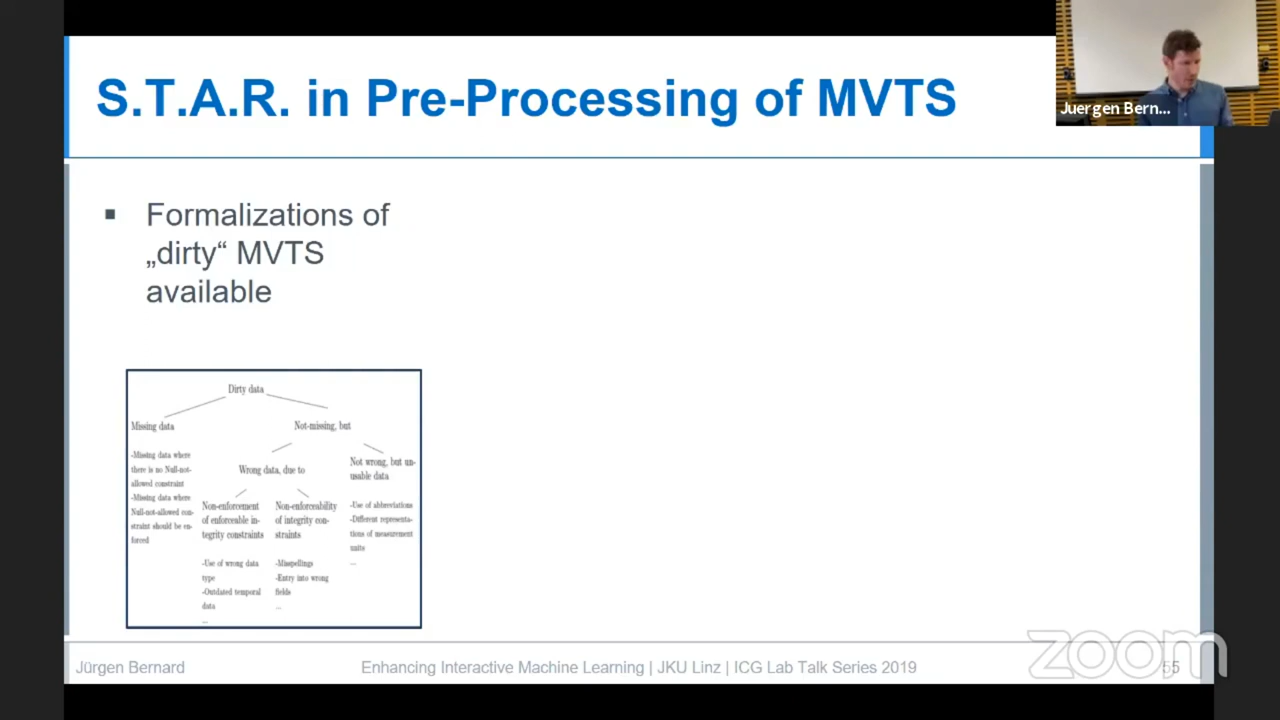 S.T.A.R. in Pre-Processing of MVTS
Juergen Bern...
▪ Formalizations of
„dirty“ MVTS
available
Dirty data
Missing data
Not-missing, but
-Missing data where
there is no Null-not-
allowed constraint
-Missing data where
Null-not-allowed con-
straint should be en-
forced
Wrong data, due to
Not wrong, but un-
usable data
Non-enforcement
of enforceable in-
tegrity constraints
Non-enforceability
of integrity con-
straints
-Use of abbreviations
-Different representa-
tions of measurement
units
...
-Use of wrong data
type
-Outdated temporal
data
...
-Misspellings
-Entry into wrong
fields
...
Jürgen Bernard
Enhancing Interactive Machine Learning | JKU Linz | ICG Lab Talk Series 2019
55
zoom